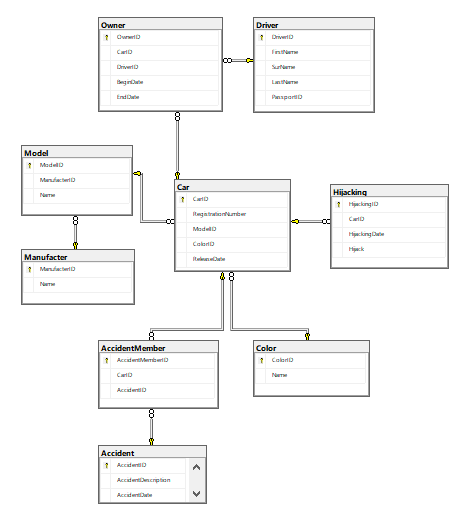 Owner
OwnerID
CarID
DriverID
BeginDate
EndDate
Driver
DriverID
FirstName
SurName
LastName
PassportID
Model
ModelID
ManufacterID
Name
Car
CarID
RegistrationNumber
ModelID
ColorID
ReleaseDate
Hijacking
HijackingID
CarID
HijackingDate
Hijack
Manufacter
ManufacterID
Name
AccidentMember
AccidentMemberID
CarID
AccidentID
Color
ColorID
Name
Accident
AccidentID
AccidentDescription
AccidentDate